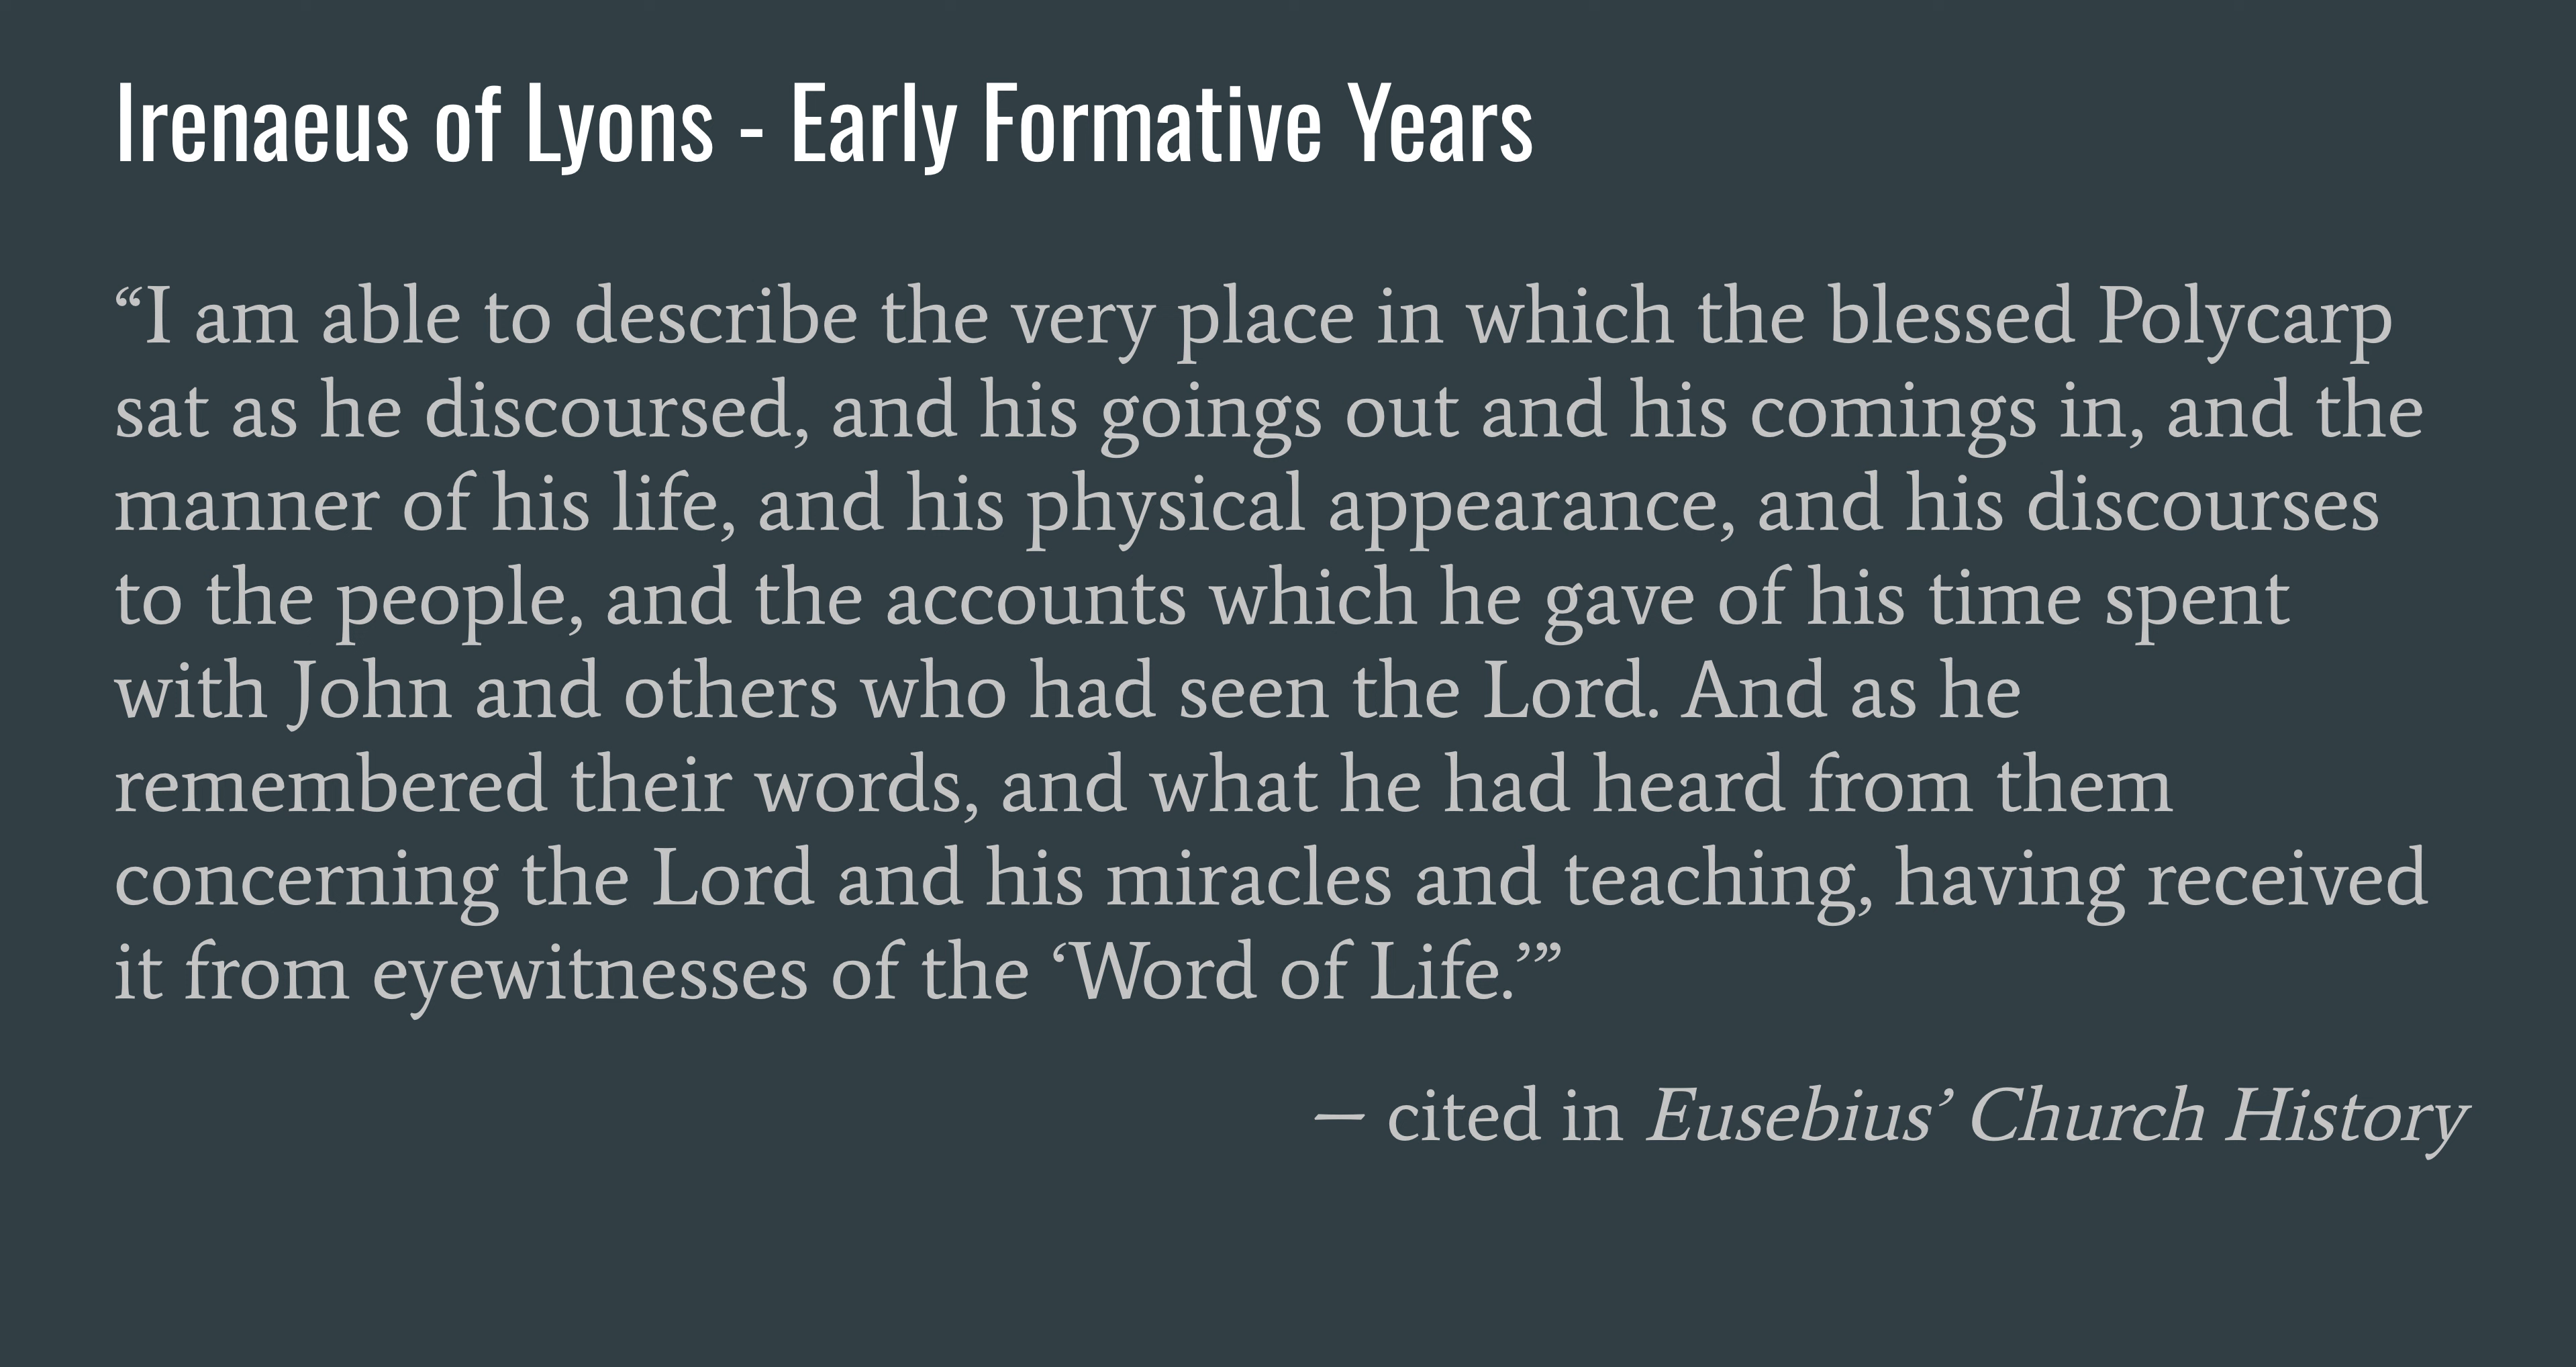 Irenaeus of Lyons - Early Formative Years
“I am able to describe the very place in which the blessed Polycarp
sat as he discoursed, and his goings out and his comings in, and the
manner of his life, and his physical appearance, and his discourses
to the people, and the accounts which he gave of his time spent
with John and others who had seen the Lord. And as he
remembered their words, and what he had heard from them
concerning the Lord and his miracles and teaching, having received
it from eyewitnesses of the ‘Word of Life.’”
— cited in Eusebius’ Church History